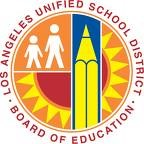 LOS ANGELES UNIFIED SCHOOL DISTRICT
• BOARD OF EDUCATION •